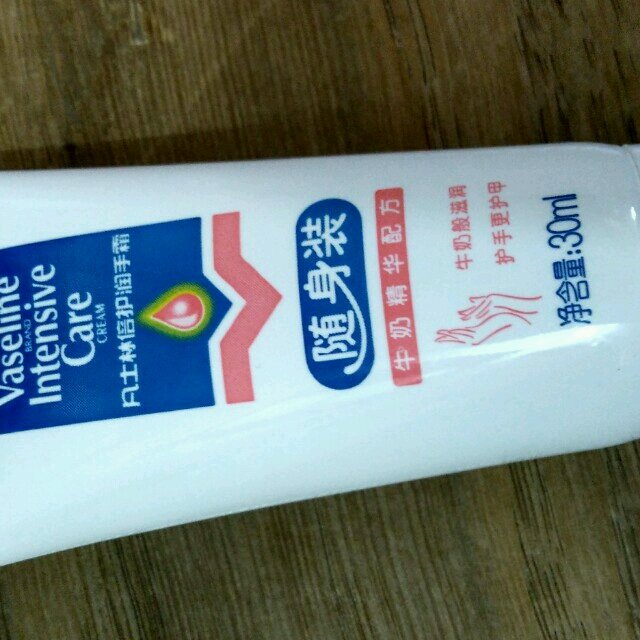 Vaseline
BRAND
Intensive
Care
CREAM
凡士林倍护润手霜
随身装
牛奶精华配方
牛奶般滋润
护手更护甲
净含量:30ml